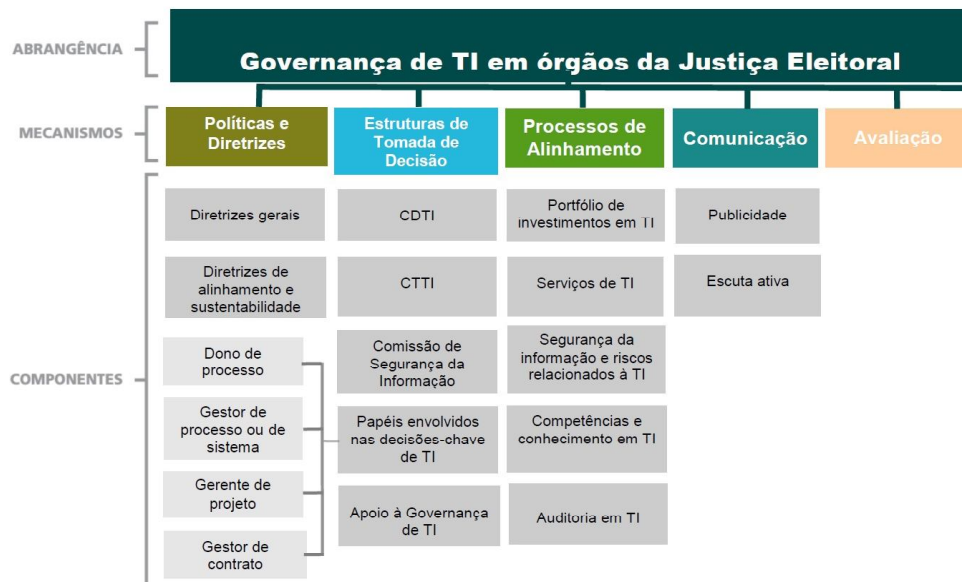 ABRANGÊNCIA
Governança de TI em órgãos da Justiça Eleitoral
MECANISMOS
Políticas e
Diretrizes
Estruturas de
Tomada de
Decisão
Processos de
Alinhamento
Comunicação
Avaliação
COMPONENTES
Diretrizes gerais
CDTI
Portfólio de
investimentos em TI
Publicidade
Diretrizes de
alinhamento e
sustentabilidade
CTTI
Serviços de TI
Escuta ativa
Dono de
processo
Comissão de
Segurança da
Informação
Segurança da
informação e riscos
relacionados à TI
Gestor de
processo ou de
sistema
Papéis envolvidos
nas decisões-chave
de TI
Competências e
conhecimento em TI
Gerente de
projeto
Apoio à Governança
de TI
Auditoria em TI
Gestor de
contrato